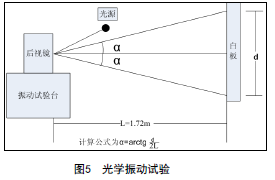 光源
后视镜
α
α
白板
d
振动试验台
L=1.72m
计算公式为α=arctg d/2L
图5 光学振动试验